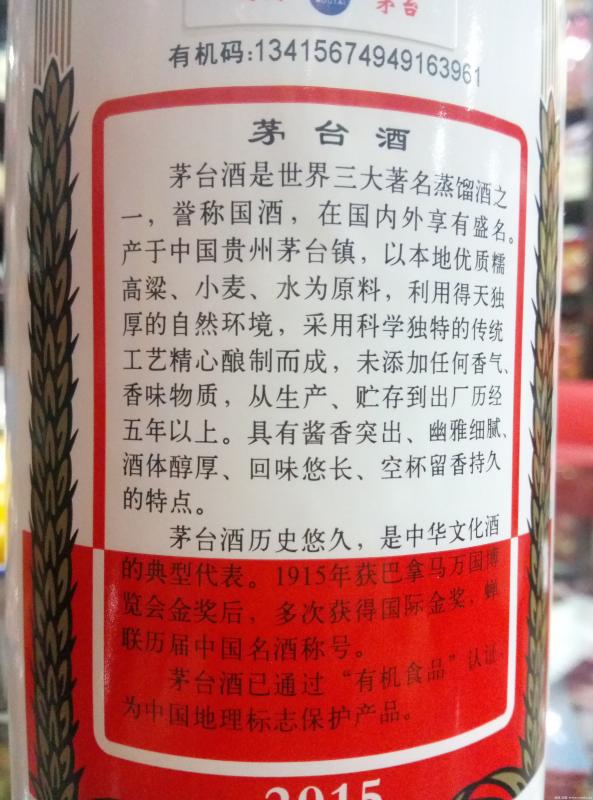 茅台
有机码:13415674949163961
茅台酒
茅台酒是世界三大著名蒸馏酒之
一，誉称国酒，在国内外享有盛名。
产于中国贵州茅台镇，以本地优质糯
高粱、小麦、水为原料，利用得天独
厚的自然环境，采用科学独特的传统
工艺精心酿制而成，未添加任何香气、
香味物质，从生产、贮存到出厂历经
五年以上。具有酱香突出、幽雅细腻、
酒体醇厚、回味悠长、空杯留香持久
的特点。
茅台酒历史悠久，是中华文化酒
的典型代表。1915年获巴拿马万国博
览会金奖后，多次获得国际金奖，蝉
联历届中国名酒称号。
茅台酒已通过“有机食品”认证，
为中国地理标志保护产品。
2015